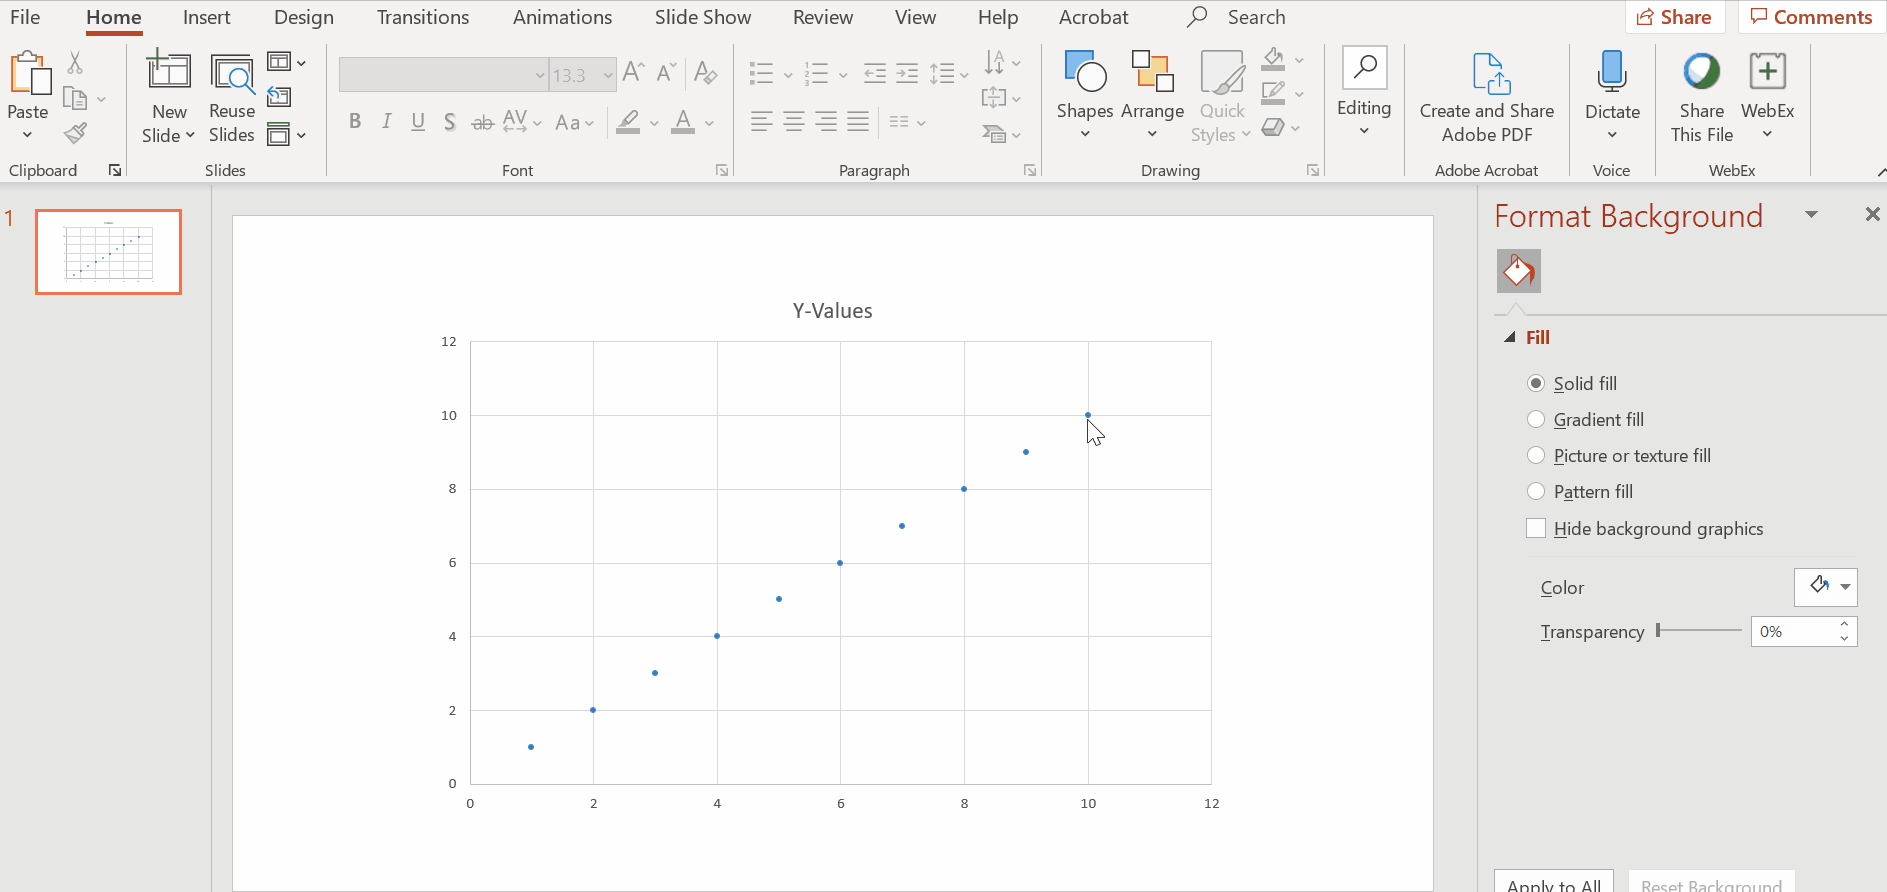 File Home Insert Design Transitions Animations Slide Show Review View Help Acrobat Search Share Comments
Paste
New Slide
Reuse Slides
13.3
A A A
B I U S ab AV Aa A
1 2 3
A
Shapes Arrange Quick Styles
Editing
Create and Share Adobe PDF
Dictate
Share This File
WebEx
Clipboard Slides Font Paragraph Drawing Adobe Acrobat Voice WebEx
1
Format Background
Y-Values
12
10
8
6
4
2
0
0 2 4 6 8 10 12
Fill
Solid fill
Gradient fill
Picture or texture fill
Pattern fill
Hide background graphics
Color
Transparency 0%
Apply to All Reset Background